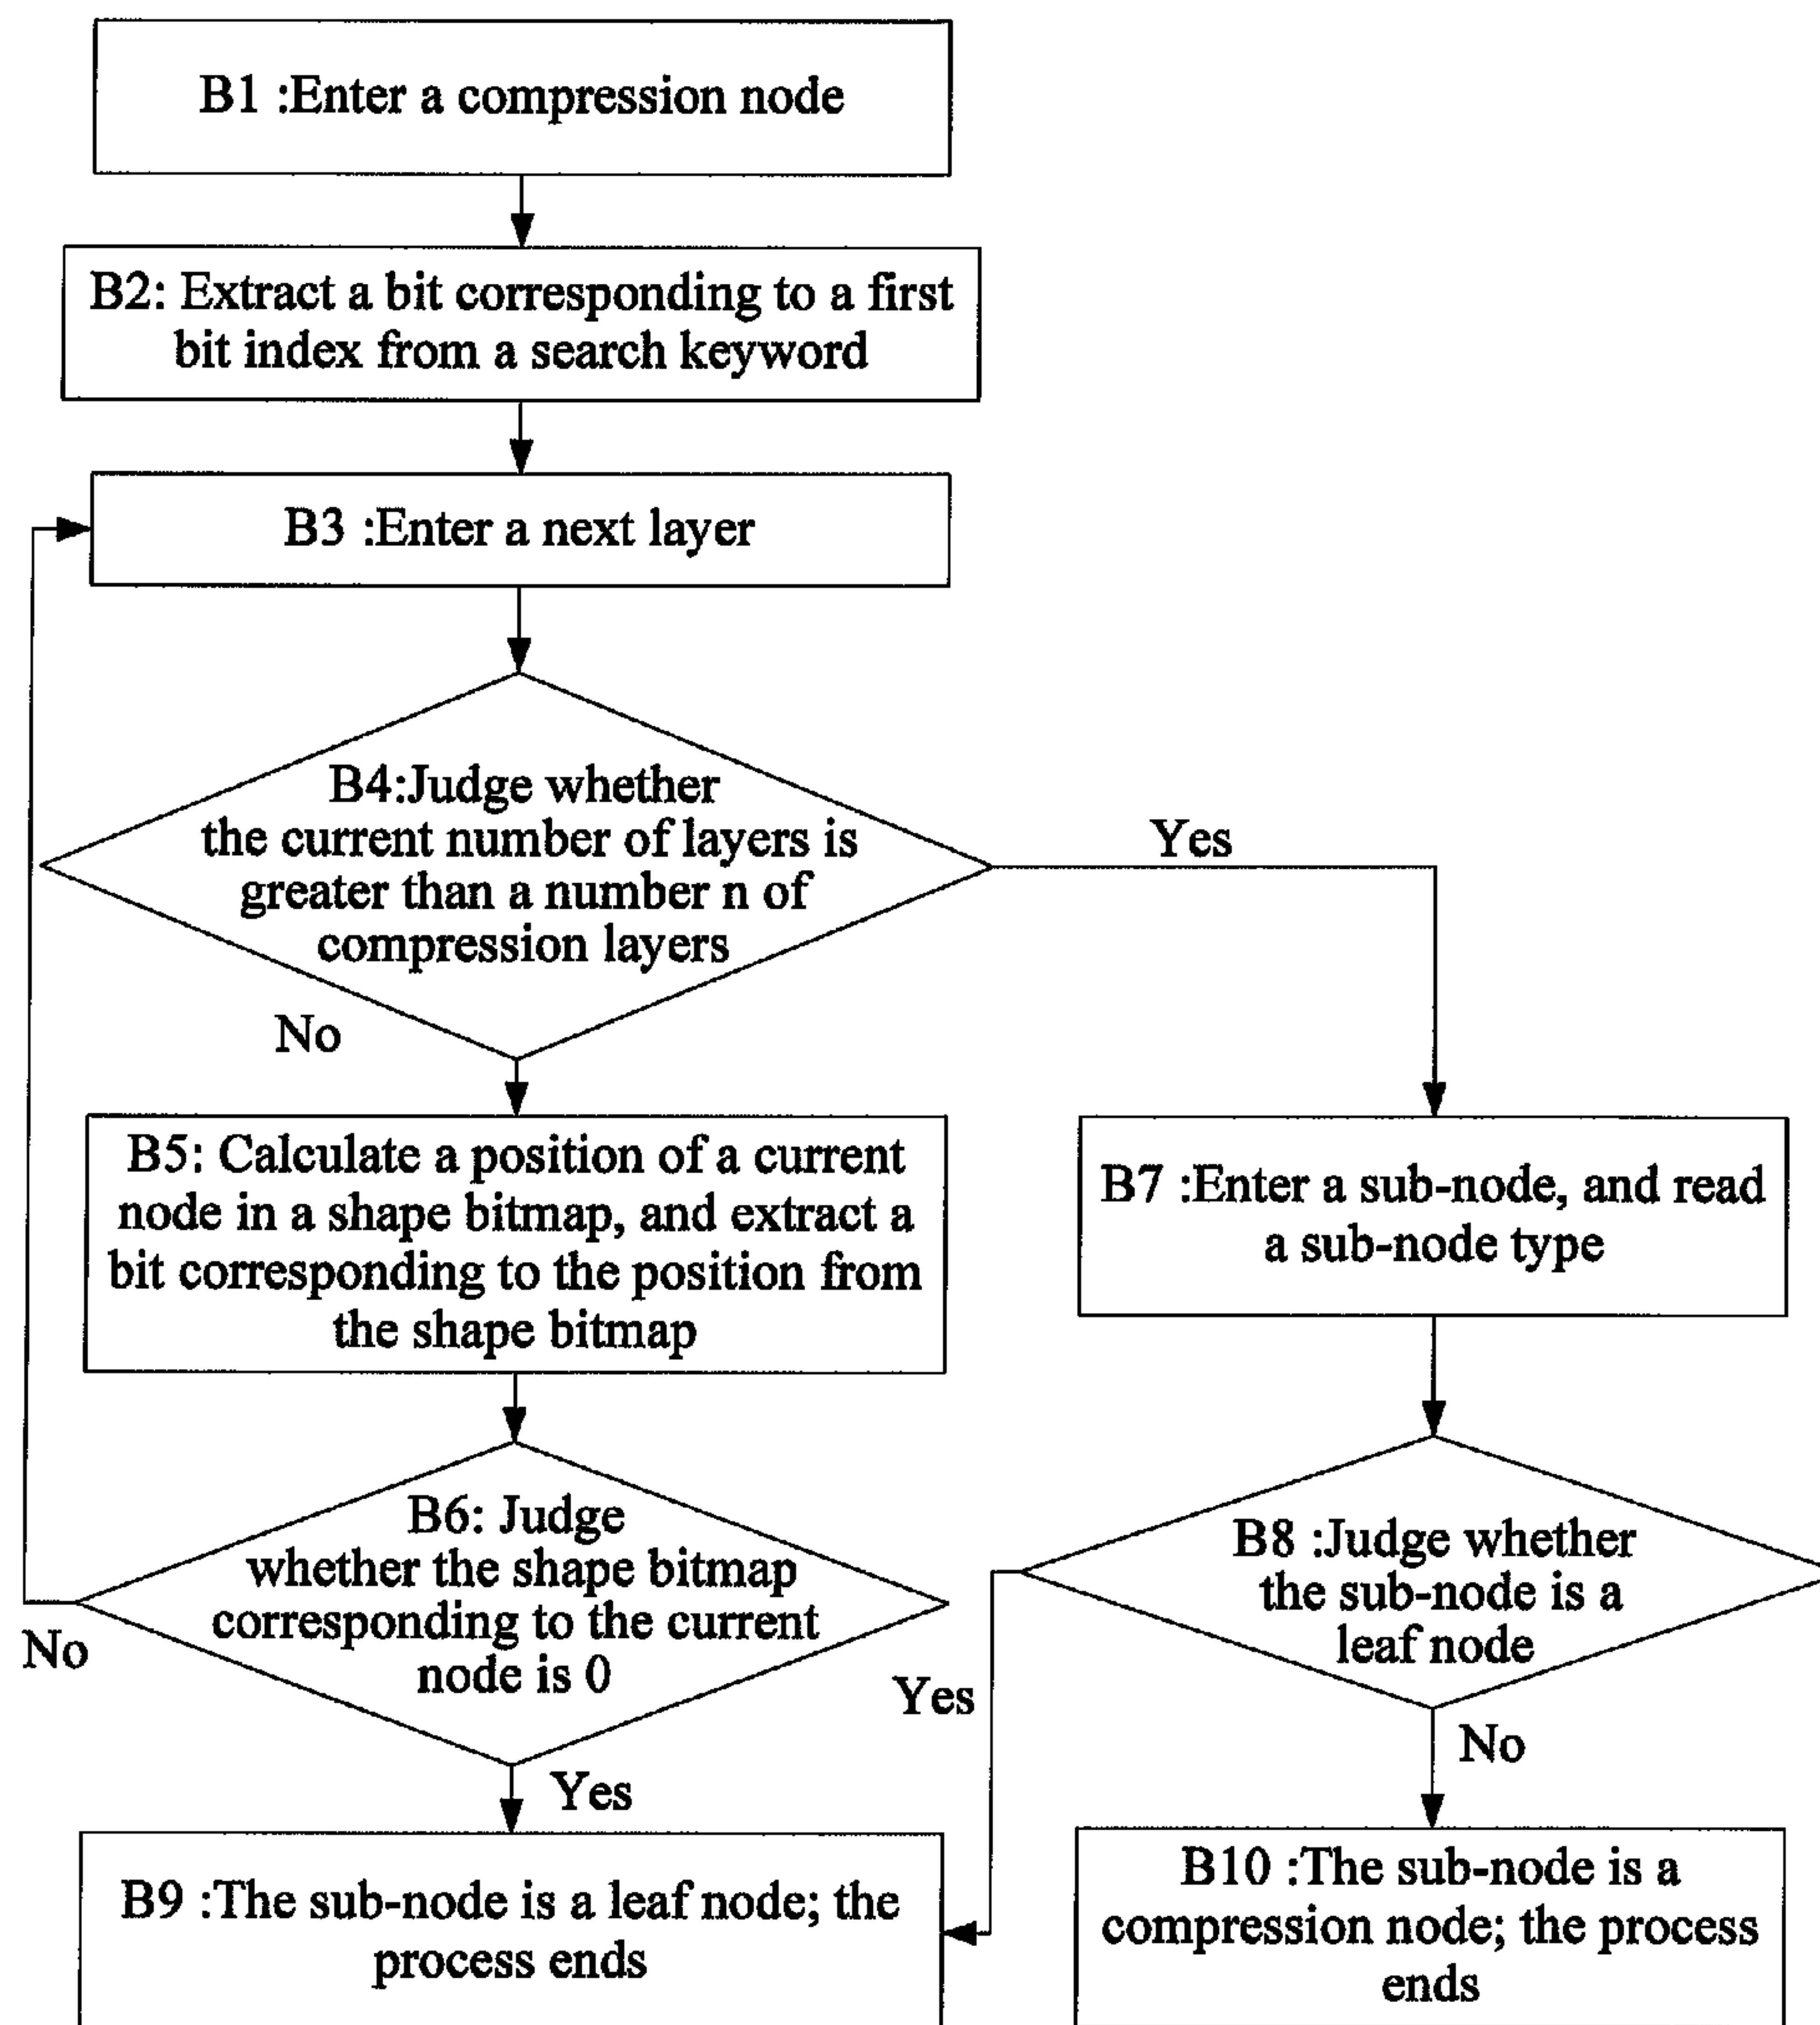 B1 :Enter a compression node
B2: Extract a bit corresponding to a first
bit index from a search keyword
B3 :Enter a next layer
B4:Judge whether
the current number of layers is
greater than a number n of
compression layers
Yes
No
B5: Calculate a position of a current
node in a shape bitmap, and extract a
bit corresponding to the position from
the shape bitmap
B7 :Enter a sub-node, and read
a sub-node type
B6: Judge
whether the shape bitmap
corresponding to the current
node is 0
No
Yes
B8 :Judge whether
the sub-node is a
leaf node
Yes
No
B9 :The sub-node is a leaf node; the
process ends
B10 :The sub-node is a
compression node; the process
ends